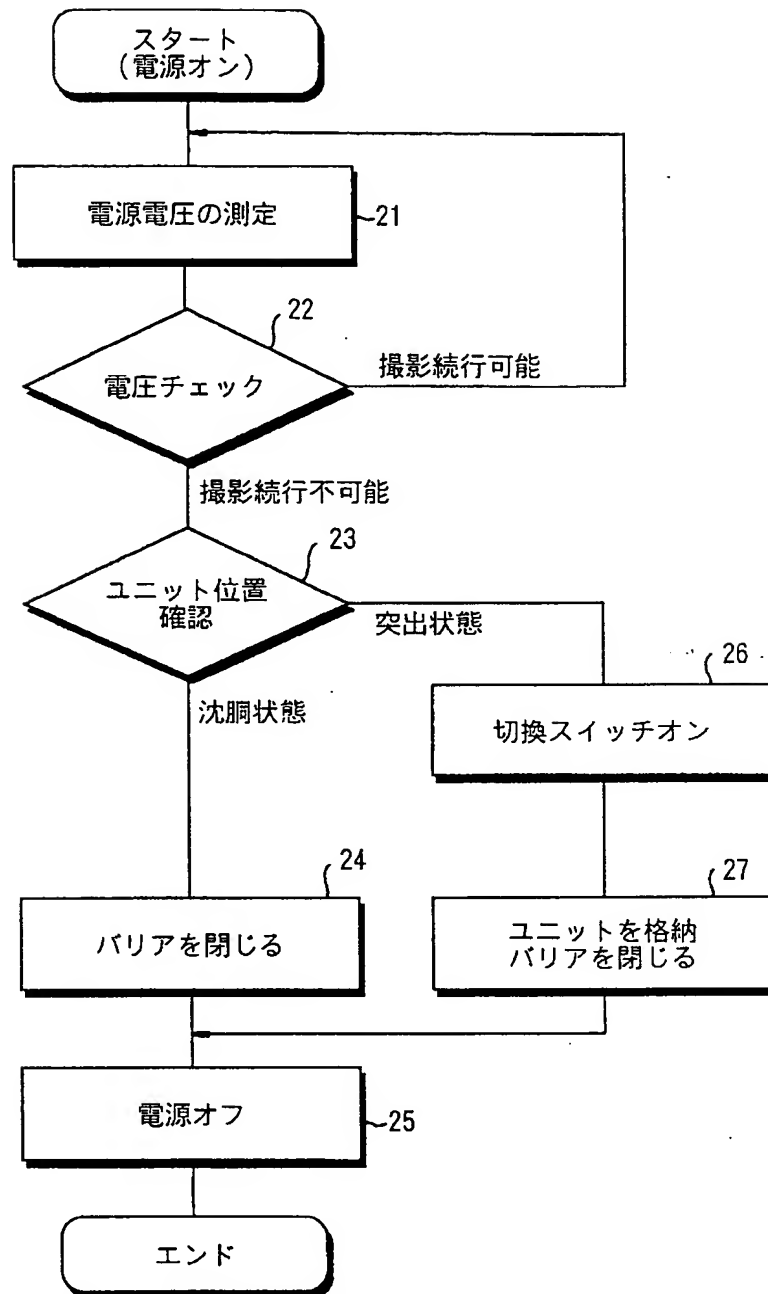 スタート
(電源オン)
電源電圧の測定
21
22
電圧チェック
撮影続行可能
撮影続行不可能
23
ユニット位置
確認
突出状態
沈胴状態
26
切換スイッチオン
24
バリアを閉じる
27
ユニットを格納
バリアを閉じる
電源オフ
25
エンド